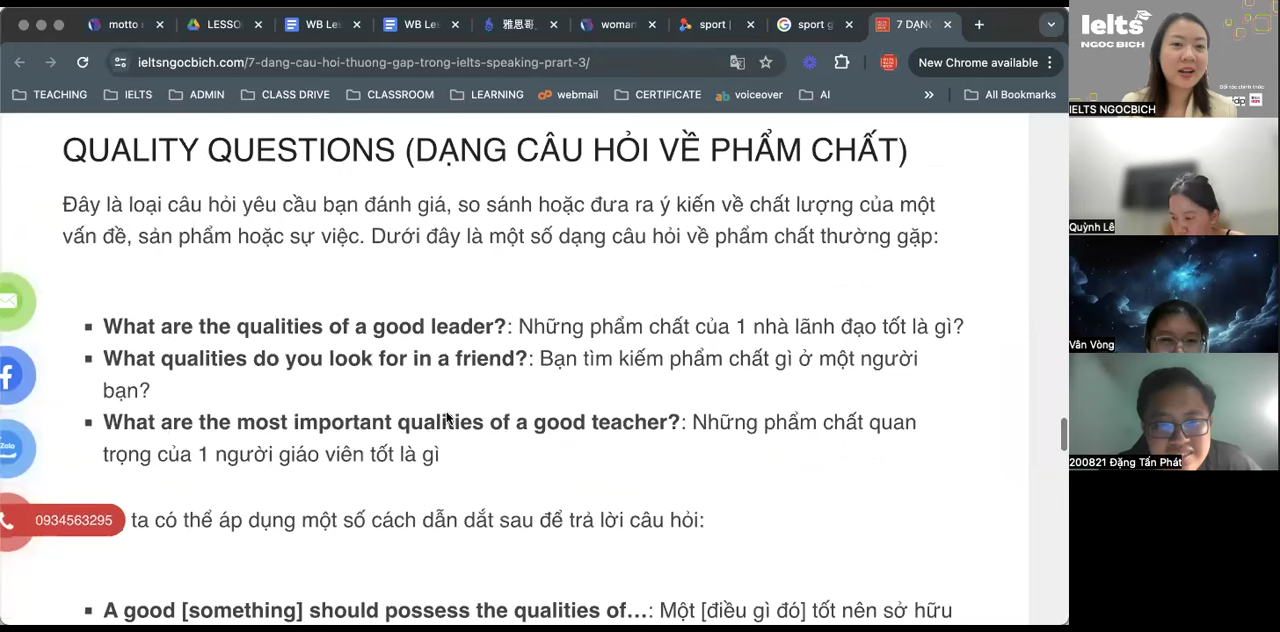 motto
LESSO
WB Le
WB Le
雅思哥
woman
sport |
sport g
7 DẠN
ieltsngocbich.com/7-dang-cau-hoi-thuong-gap-trong-ielts-speaking-prart-3/
New Chrome available
TEACHING
IELTS
ADMIN
CLASS DRIVE
CLASSROOM
LEARNING
webmail
CERTIFICATE
voiceover
AI
All Bookmarks
QUALITY QUESTIONS (DẠNG CÂU HỎI VỀ PHẨM CHẤT)
Đây là loại câu hỏi yêu cầu bạn đánh giá, so sánh hoặc đưa ra ý kiến về chất lượng của một
vấn đề, sản phẩm hoặc sự việc. Dưới đây là một số dạng câu hỏi về phẩm chất thường gặp:
▪ What are the qualities of a good leader?: Những phẩm chất của 1 nhà lãnh đạo tốt là gì?
▪ What qualities do you look for in a friend?: Bạn tìm kiếm phẩm chất gì ở một người
bạn?
▪ What are the most important qualities of a good teacher?: Những phẩm chất quan
trọng của 1 người giáo viên tốt là gì
ta có thể áp dụng một số cách dẫn dắt sau để trả lời câu hỏi:
▪ A good [something] should possess the qualities of...: Một [điều gì đó] tốt nên sở hữu
Zalo
0934563295
Ielts
NGOC BICH
idp
IELTS NGOCBICH
Quỳnh Lê
Vân Vòng
200821 Đặng Tấn Phát